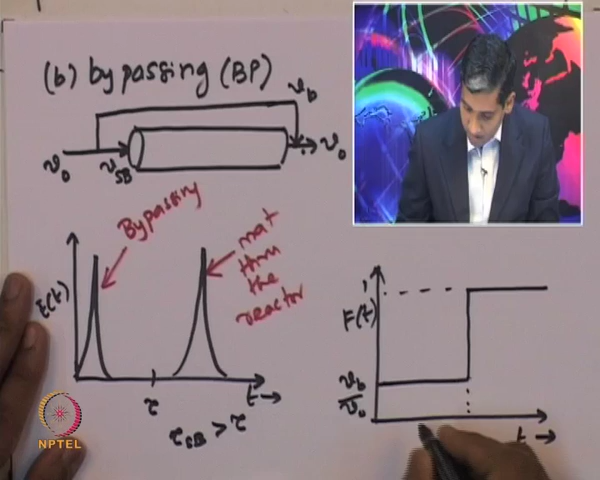 (b) by passing (BP)
v_b
v_0
v_SB
v_0
Bypassing
mat
thru
the
reactor
E(t)
τ
t →
τ_SB > τ
1
F(t)
v_b
v_0
t →
NPTEL